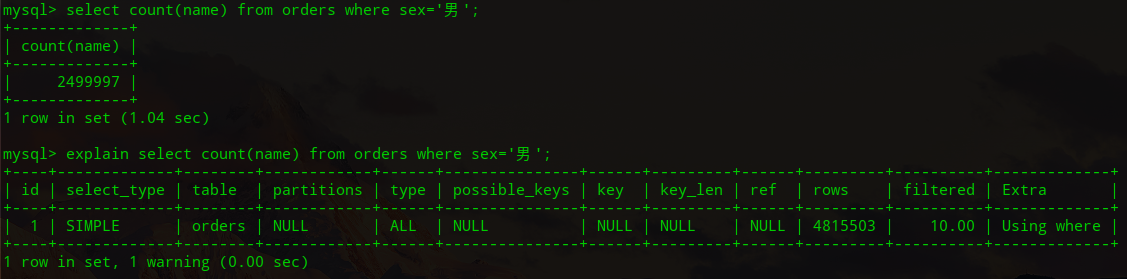 mysql> select count(name) from orders where sex='男';
+-------------+
| count(name) |
+-------------+
|     2499997 |
+-------------+
1 row in set (1.04 sec)
mysql> explain select count(name) from orders where sex='男';
+----+-------------+--------+------------+------+---------------+------+---------+------+---------+----------+-------------+
| id | select_type | table  | partitions | type | possible_keys | key  | key_len | ref  | rows    | filtered | Extra       |
+----+-------------+--------+------------+------+---------------+------+---------+------+---------+----------+-------------+
|  1 | SIMPLE      | orders | NULL       | ALL  | NULL          | NULL | NULL    | NULL | 4815503 |    10.00 | Using where |
+----+-------------+--------+------------+------+---------------+------+---------+------+---------+----------+-------------+
1 row in set, 1 warning (0.00 sec)